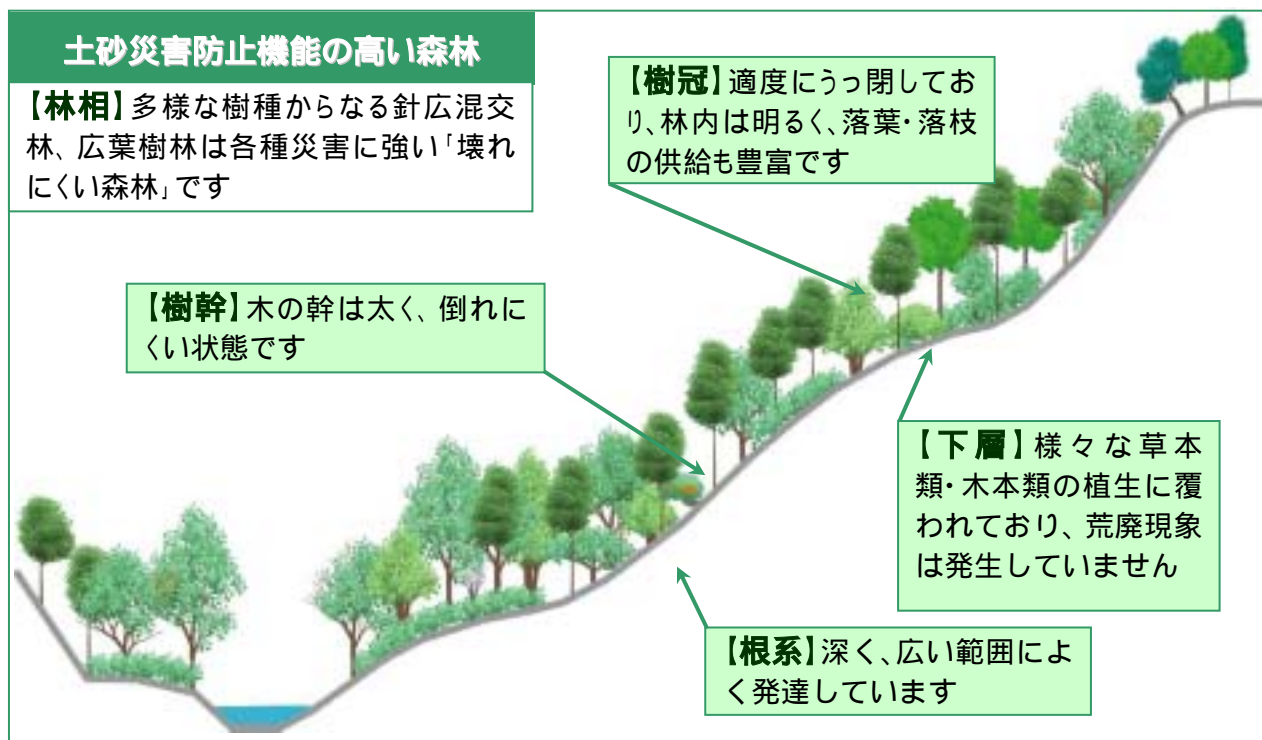 土砂災害防止機能の高い森林
【林相】多様な樹種からなる針広混交
林、広葉樹林は各種災害に強い「壊れ
にくい森林」です
【樹冠】適度にうっ閉してお
り、林内は明るく、落葉・落枝
の供給も豊富です
【樹幹】木の幹は太く、倒れに
くい状態です
【下層】様々な草本
類・木本類の植生に覆
われており、荒廃現象
は発生していません
【根系】深く、広い範囲によ
く発達しています